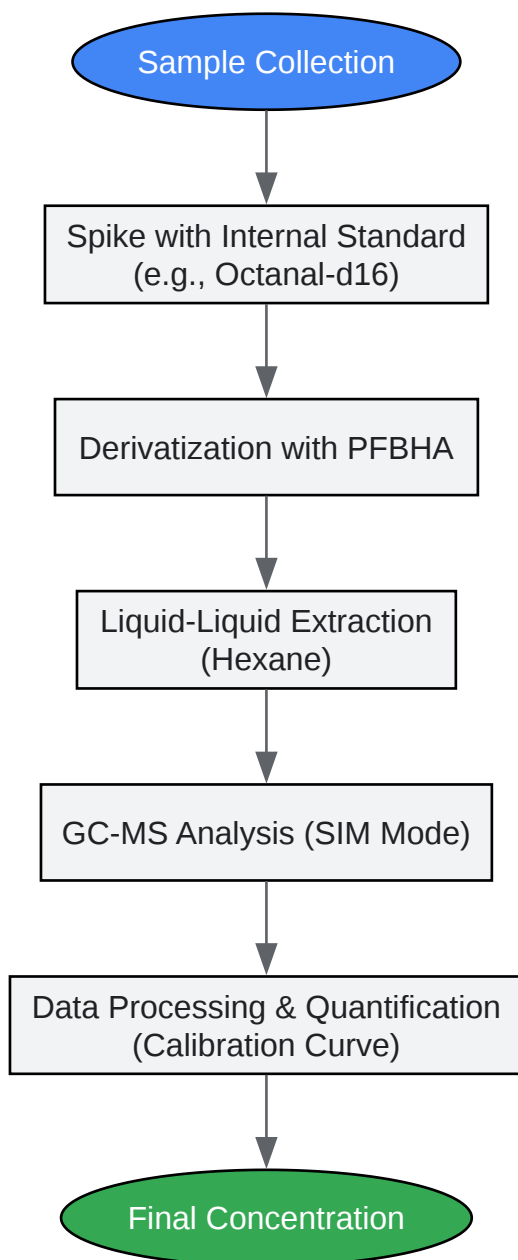 Sample Collection
Spike with Internal Standard
(e.g., Octanal-d16)
Derivatization with PFBHA
Liquid-Liquid Extraction
(Hexane)
GC-MS Analysis (SIM Mode)
Data Processing & Quantification
(Calibration Curve)
Final Concentration